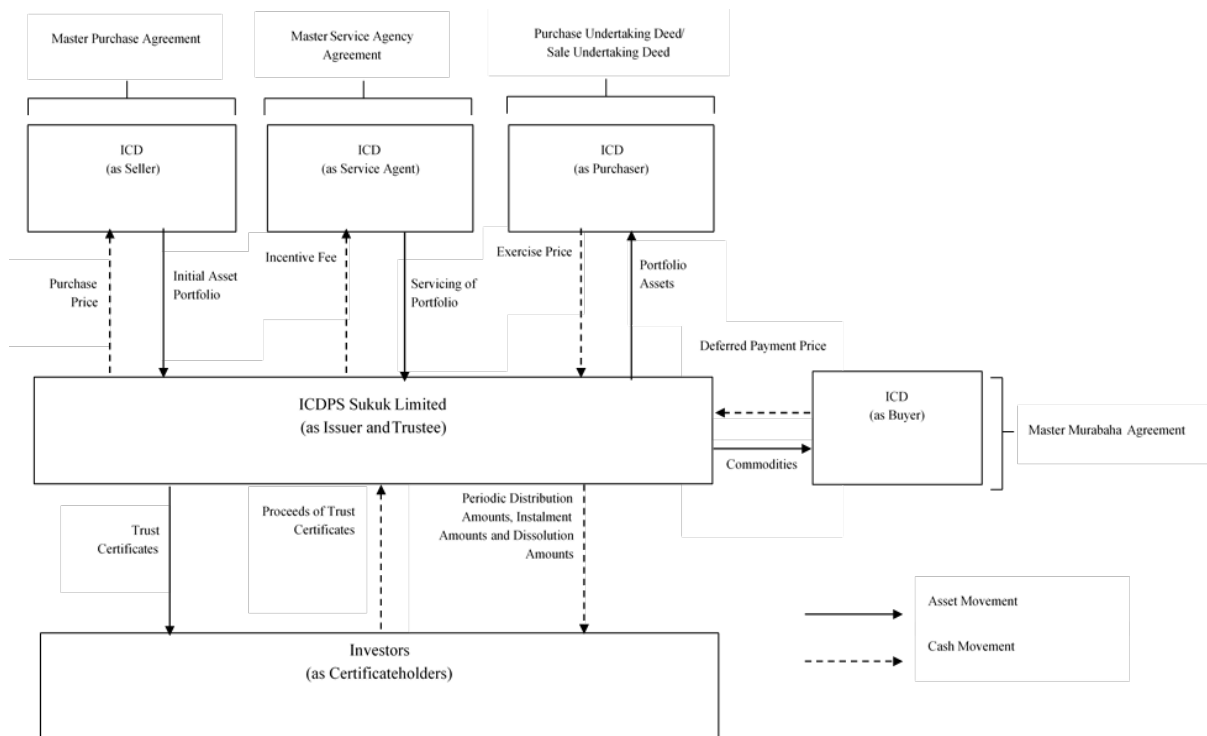 Master Purchase Agreement
Master Service Agency
Agreement
Purchase Undertaking Deed/
Sale Undertaking Deed
ICD
(as Seller)
ICD
(as Service Agent)
ICD
(as Purchaser)
Purchase
Price
Initial Asset
Portfolio
Incentive Fee
Servicing of
Portfolio
Exercise Price
Portfolio
Assets
Deferred Payment Price
ICDPS Sukuk Limited
(as Issuer and Trustee)
ICD
(as Buyer)
Master Murabaha Agreement
Commodities
Trust
Certificates
Proceeds of Trust
Certificates
Periodic Distribution
Amounts, Instalment
Amounts and Dissolution
Amounts
Asset Movement
Cash Movement
Investors
(as Certificateholders)